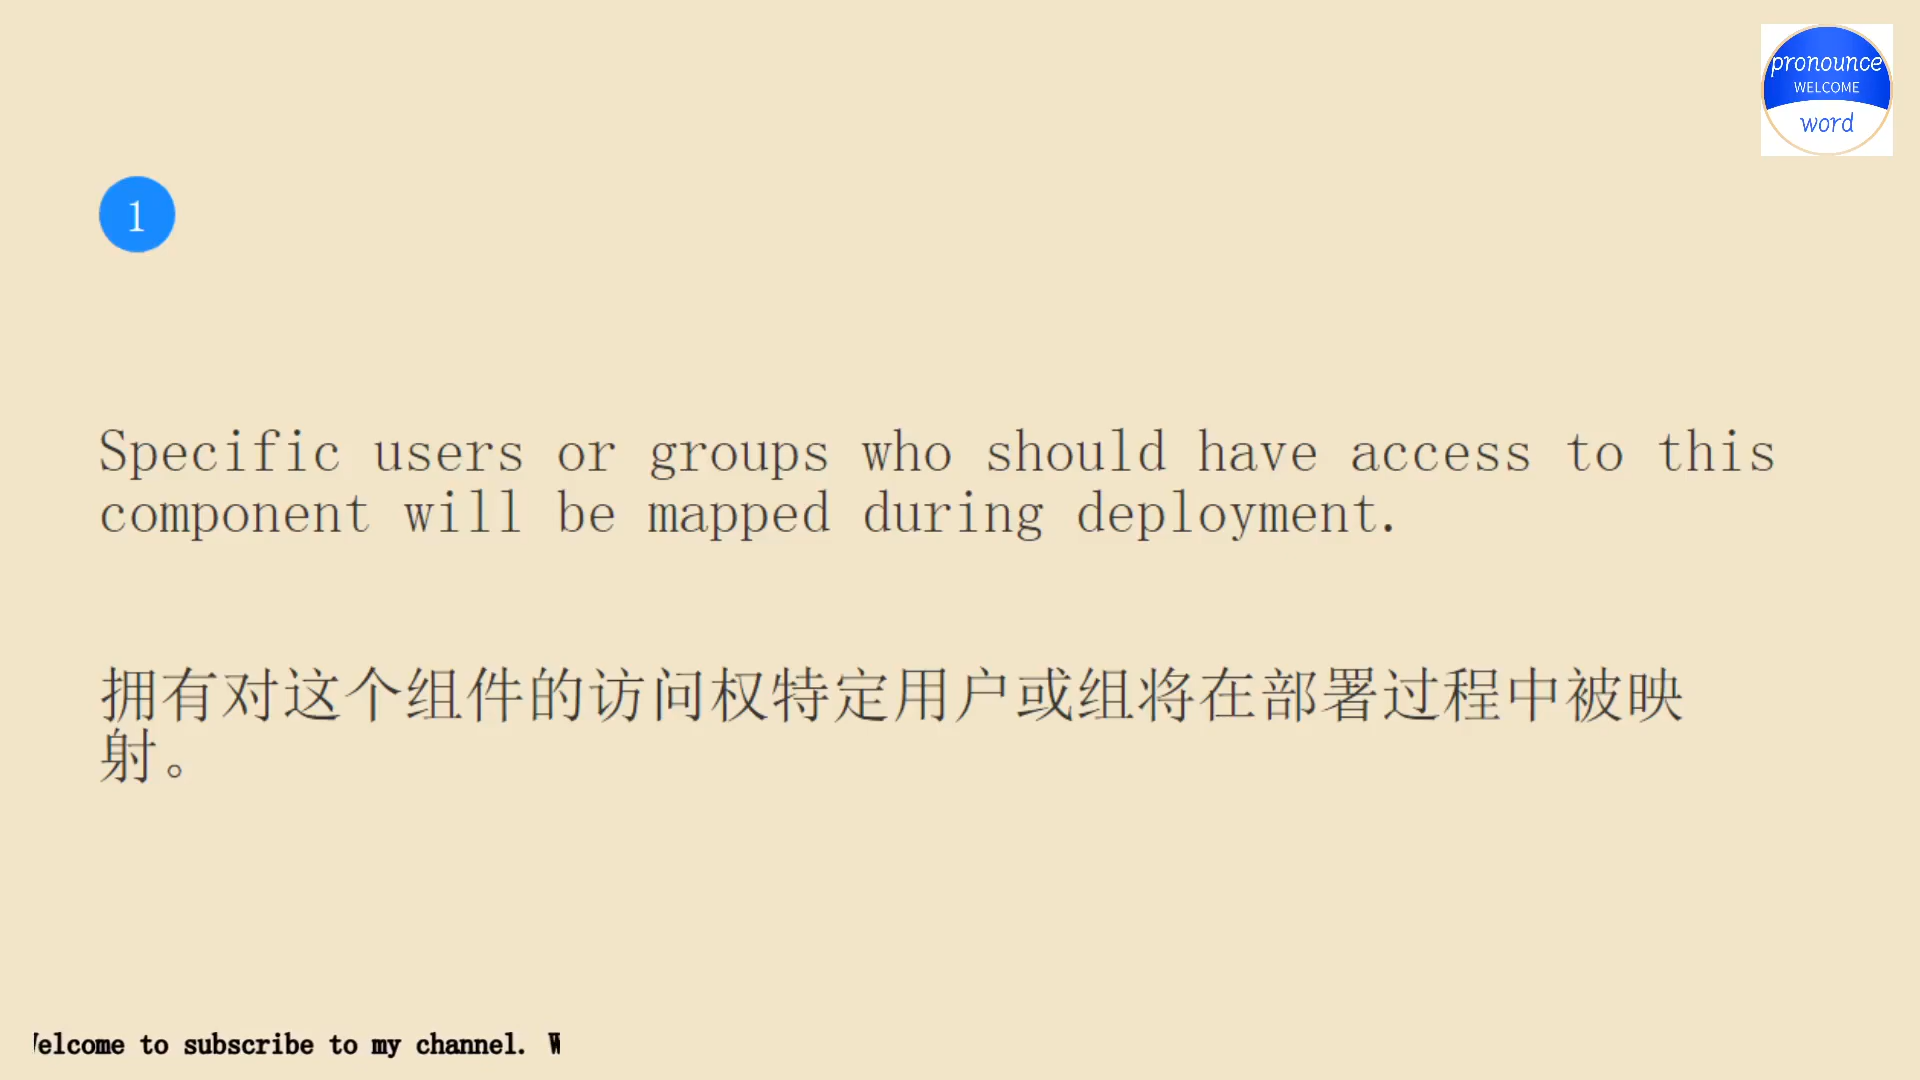 pronounce
WELCOME
word
1
Specific users or groups who should have access to this
component will be mapped during deployment.
拥有对这个组件的访问权特定用户或组将在部署过程中被映
射。
elcome to subscribe to my channel. W